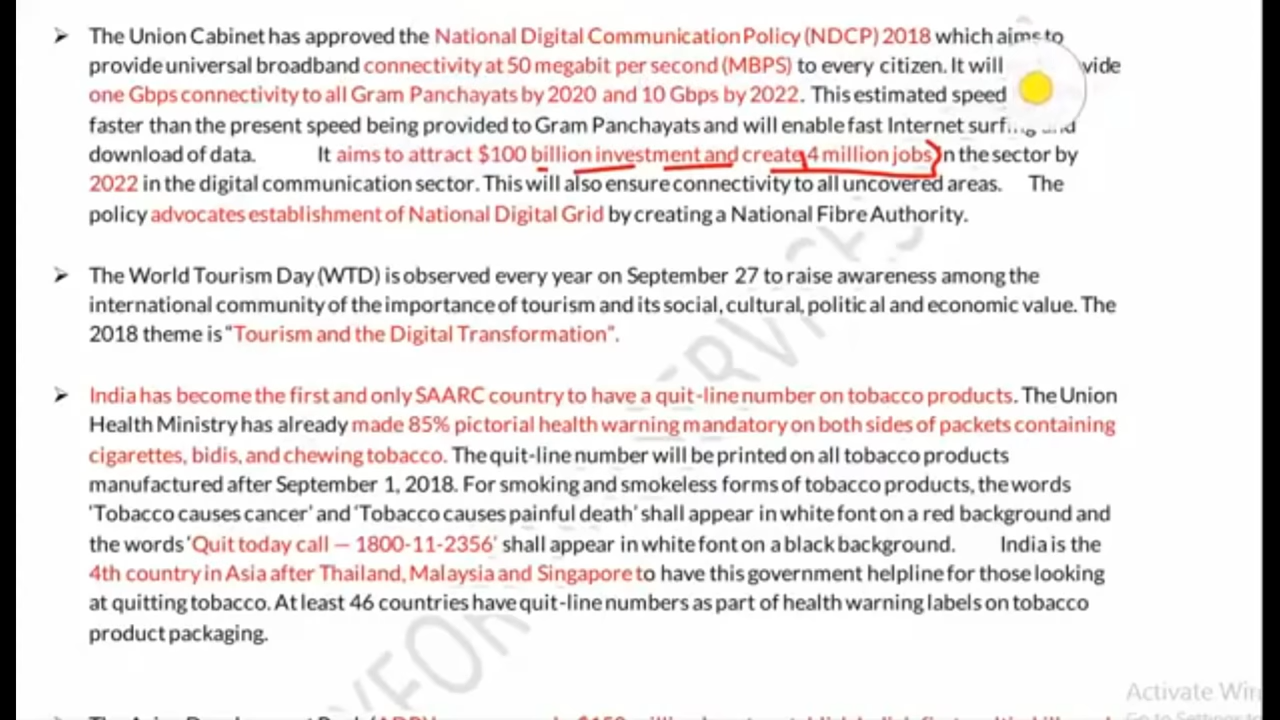 ➤ The Union Cabinet has approved the National Digital Communication Policy (NDCP) 2018 which aims to
provide universal broadband connectivity at 50 megabit per second (MBPS) to every citizen. It will vide
one Gbps connectivity to all Gram Panchayats by 2020 and 10 Gbps by 2022. This estimated speed
faster than the present speed being provided to Gram Panchayats and will enable fast Internet surfing and
download of data. It aims to attract $100 billion investment and create 4 million jobs in the sector by
2022 in the digital communication sector. This will also ensure connectivity to all uncovered areas. The
policy advocates establishment of National Digital Grid by creating a National Fibre Authority.
➤ The World Tourism Day (WTD) is observed every year on September 27 to raise awareness among the
international community of the importance of tourism and its social, cultural, political and economic value. The
2018 theme is “Tourism and the Digital Transformation”.
➤ India has become the first and only SAARC country to have a quit-line number on tobacco products. The Union
Health Ministry has already made 85% pictorial health warning mandatory on both sides of packets containing
cigarettes, bidis, and chewing tobacco. The quit-line number will be printed on all tobacco products
manufactured after September 1, 2018. For smoking and smokeless forms of tobacco products, the words
‘Tobacco causes cancer’ and ‘Tobacco causes painful death’ shall appear in white font on a red background and
the words ‘Quit today call — 1800-11-2356’ shall appear in white font on a black background. India is the
4th country in Asia after Thailand, Malaysia and Singapore to have this government helpline for those looking
at quitting tobacco. At least 46 countries have quit-line numbers as part of health warning labels on tobacco
product packaging.
Activate Win